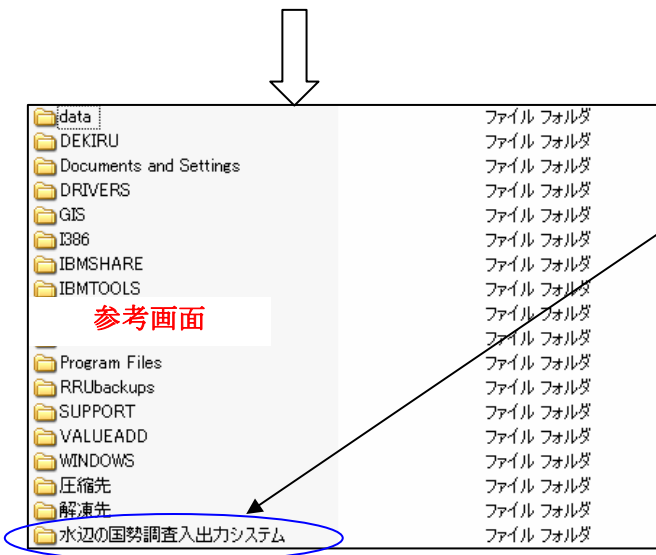 data ファイル フォルダ
DEKIRU ファイル フォルダ
Documents and Settings ファイル フォルダ
DRIVERS ファイル フォルダ
GIS ファイル フォルダ
I386 ファイル フォルダ
IBMSHARE ファイル フォルダ
IBMTOOLS ファイル フォルダ
参考画面 ファイル フォルダ
ファイル フォルダ
Program Files ファイル フォルダ
RRUbackups ファイル フォルダ
SUPPORT ファイル フォルダ
VALUEADD ファイル フォルダ
WINDOWS ファイル フォルダ
圧縮先 ファイル フォルダ
解凍先 ファイル フォルダ
水辺の国勢調査入出力システム ファイル フォルダ